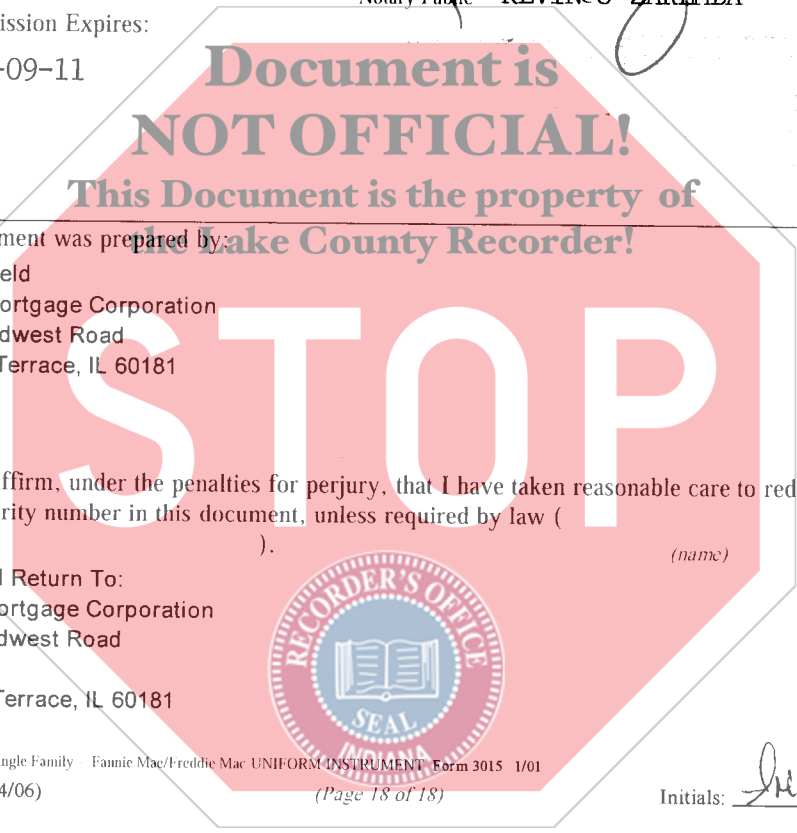 Notary Public
ission Expires:
-09-11
Document is
NOT OFFICIAL!
This Document is the property of
the Lake County Recorder!
ment was prepared by:
eld
ortgage Corporation
dwest Road
Terrace, IL 60181
STOP
ffirm, under the penalties for perjury, that I have taken reasonable care to red
rity number in this document, unless required by law (
).
(name)
l Return To:
ortgage Corporation
dwest Road
Terrace, IL 60181
RECORDER'S OFFICE
SEAL
INDIANA
ngle Family Fannie Mae/Freddie Mac UNIFORM INSTRUMENT Form 3015 1/01
4/06)
(Page 18 of 18)
Initials: